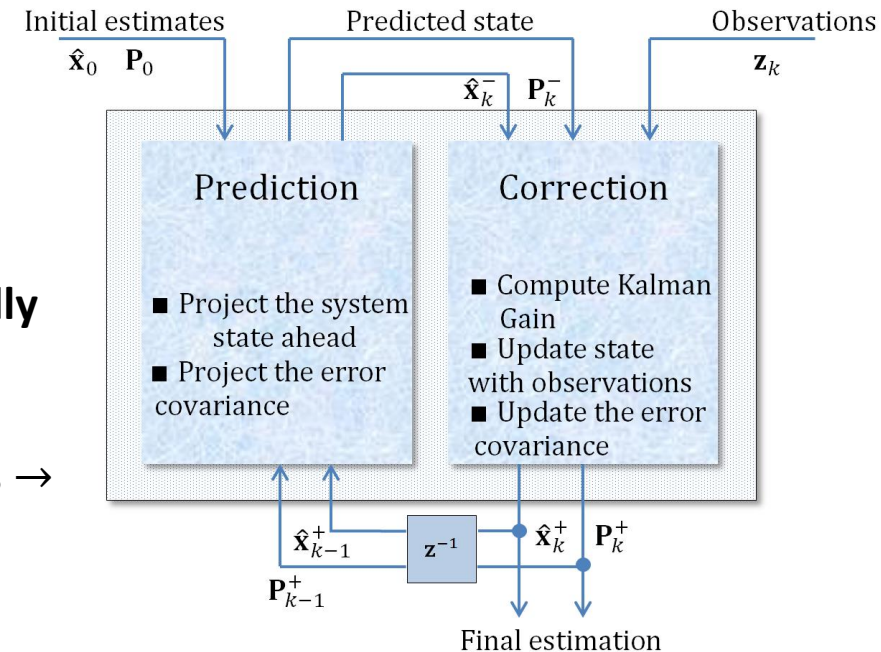 Initial estimates
Predicted state
Observations
x̂₀ P₀
x̂ₖ⁻ Pₖ⁻
zₖ
Prediction
■ Project the system
state ahead
■ Project the error
covariance
Correction
■ Compute Kalman
Gain
■ Update state
with observations
■ Update the error
covariance
lly
→
x̂ₖ₋₁⁺
z⁻¹
x̂ₖ⁺ Pₖ⁺
Pₖ₋₁⁺
Final estimation